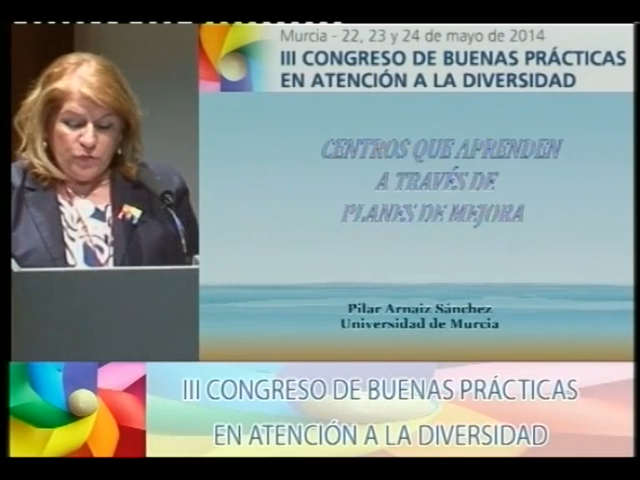 Murcia - 22, 23 y 24 de mayo de 2014
III CONGRESO DE BUENAS PRÁCTICAS
EN ATENCIÓN A LA DIVERSIDAD
CENTROS QUE APRENDEN
A TRAVÉS DE
PLANES DE MEJORA
Pilar Arnaiz Sánchez
Universidad de Murcia
III CONGRESO DE BUENAS PRÁCTICAS
EN ATENCIÓN A LA DIVERSIDAD